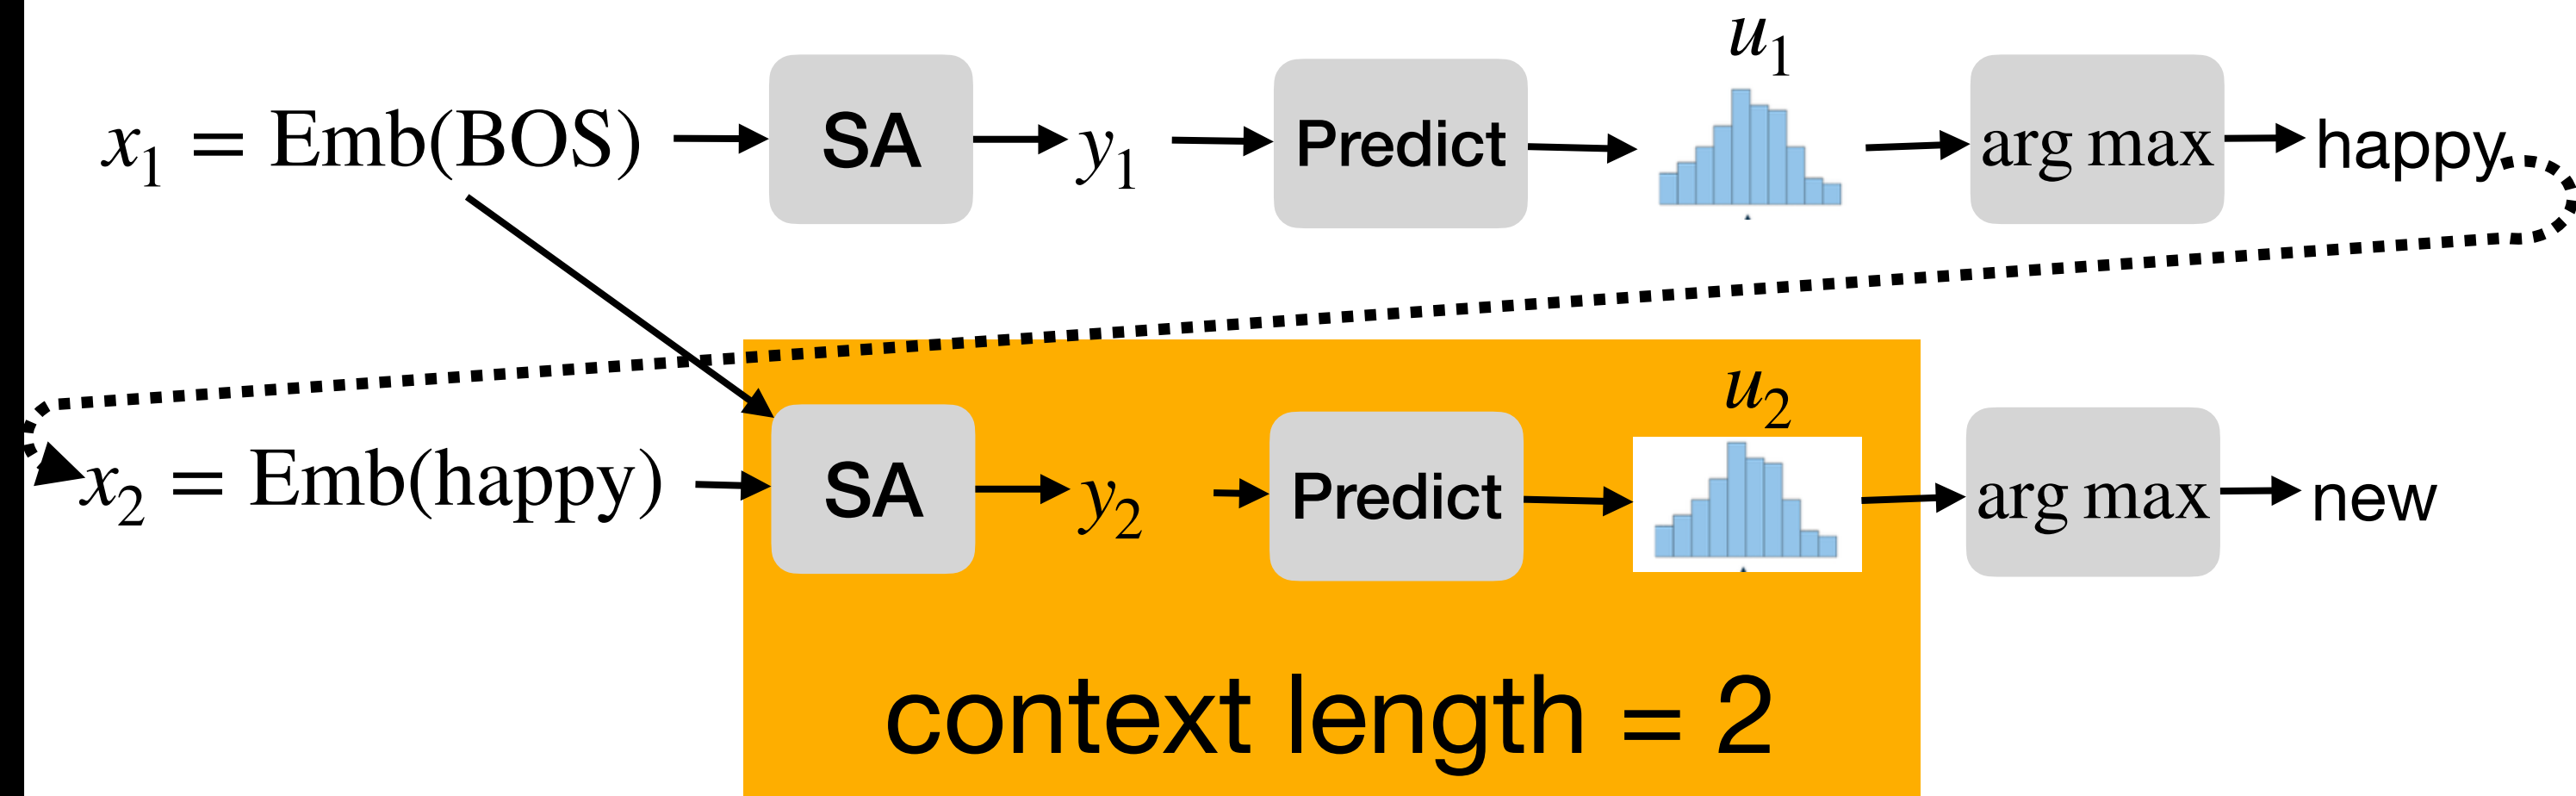 u₁
x₁ = Emb(BOS) SA y₁ Predict arg max happy
u₂
x₂ = Emb(happy) SA y₂ Predict arg max new
context length = 2